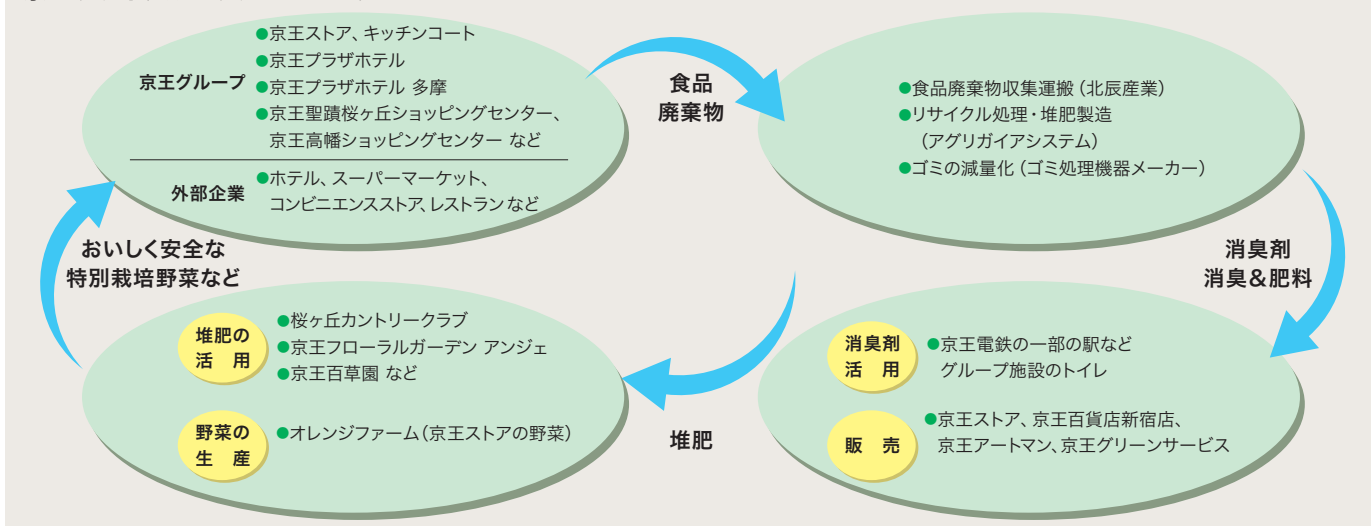 京王グループ
●京王ストア、キッチンコート
●京王プラザホテル
●京王プラザホテル 多摩
●京王聖蹟桜ヶ丘ショッピングセンター、
京王高幡ショッピングセンター など
外部企業
●ホテル、スーパーマーケット、
コンビニエンスストア、レストランなど
食品
廃棄物
●食品廃棄物収集運搬（北辰産業）
●リサイクル処理・堆肥製造
（アグリガイアシステム）
●ゴミの減量化（ゴミ処理機器メーカー）
消臭剤
消臭＆肥料
消臭剤
活　用
●京王電鉄の一部の駅など
グループ施設のトイレ
販　売
●京王ストア、京王百貨店新宿店、
京王アートマン、京王グリーンサービス
堆肥
堆肥の
活　用
●桜ヶ丘カントリークラブ
●京王フローラルガーデン アンジェ
●京王百草園 など
野菜の
生　産
●オレンジファーム（京王ストアの野菜）
おいしく安全な
特別栽培野菜など